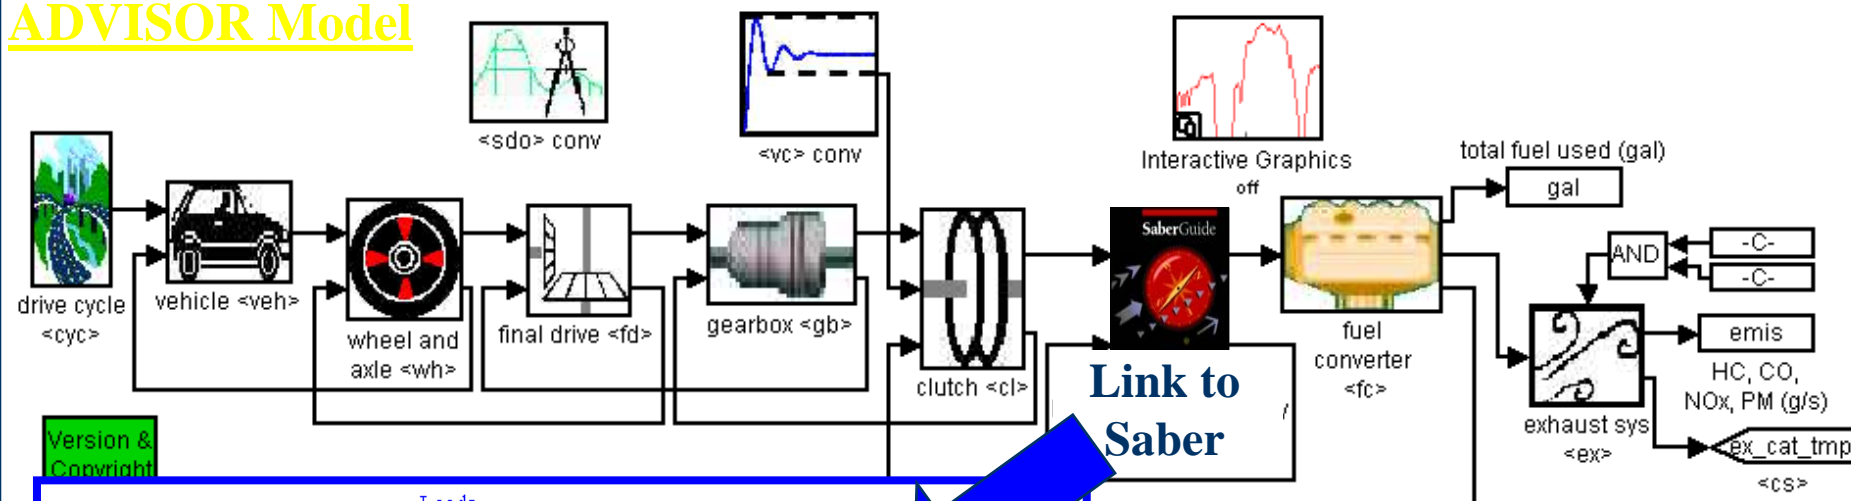 ADVISOR Model
<sdo> conv
<vc> conv
Interactive Graphics
off
total fuel used (gal)
gal
SaberGuide
AND
-C-
-C-
drive cycle
<cyc>
vehicle <veh>
wheel and
axle <wh>
final drive <fd>
gearbox <gb>
clutch <cl>
Link to
Saber
fuel
converter
<fc>
emis
HC, CO,
NOx, PM (g/s)
exhaust sys
<ex>
ex_cat_tmp
<cs>
Version &
Copyright